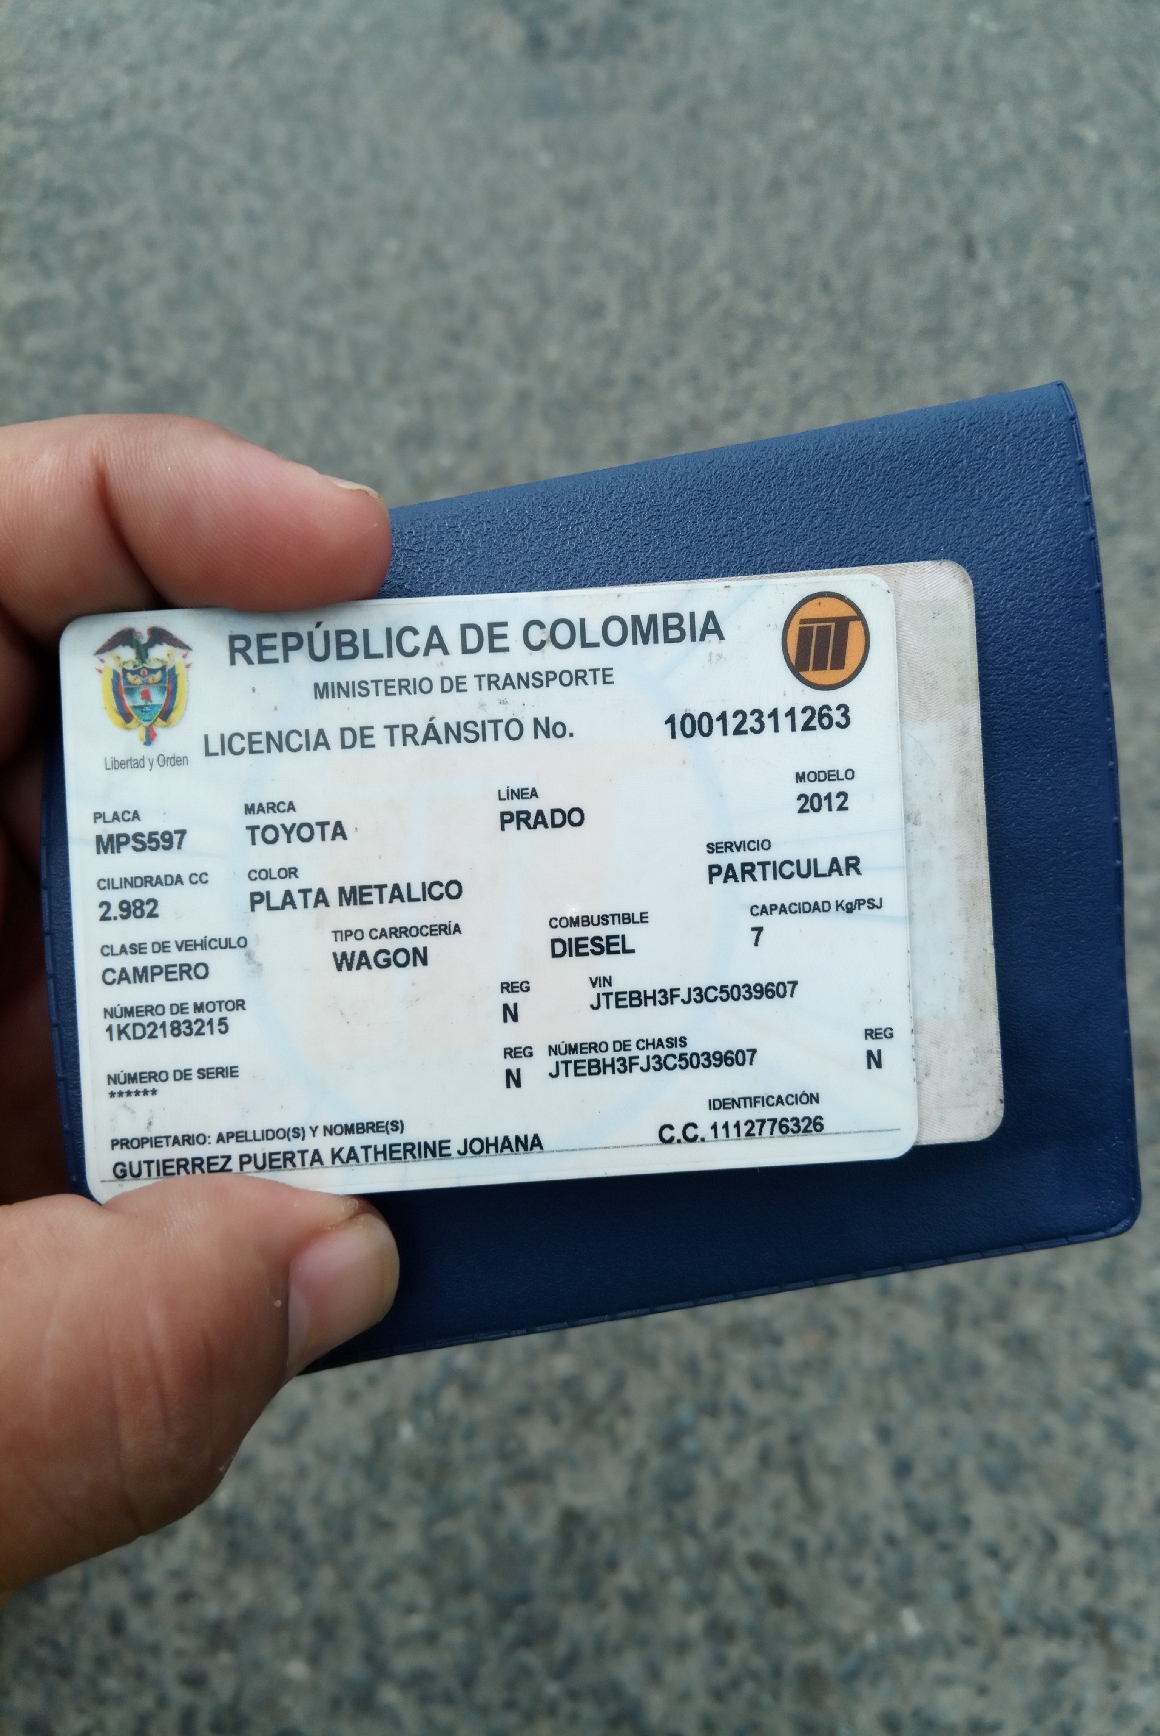 REPÚBLICA DE COLOMBIA
MINISTERIO DE TRANSPORTE
Libertad y Orden
LICENCIA DE TRÁNSITO No. 10012311263
PLACA MARCA LÍNEA MODELO
MPS597 TOYOTA PRADO 2012
CILINDRADA CC COLOR SERVICIO
2.982 PLATA METALICO PARTICULAR
CLASE DE VEHÍCULO TIPO CARROCERÍA COMBUSTIBLE CAPACIDAD Kg/PSJ
CAMPERO WAGON DIESEL 7
NÚMERO DE MOTOR REG VIN
1KD2183215 N JTEBH3FJ3C5039607
NÚMERO DE SERIE REG NÚMERO DE CHASIS REG
****** N JTEBH3FJ3C5039607 N
PROPIETARIO: APELLIDO(S) Y NOMBRE(S) IDENTIFICACIÓN
GUTIERREZ PUERTA KATHERINE JOHANA C.C. 1112776326